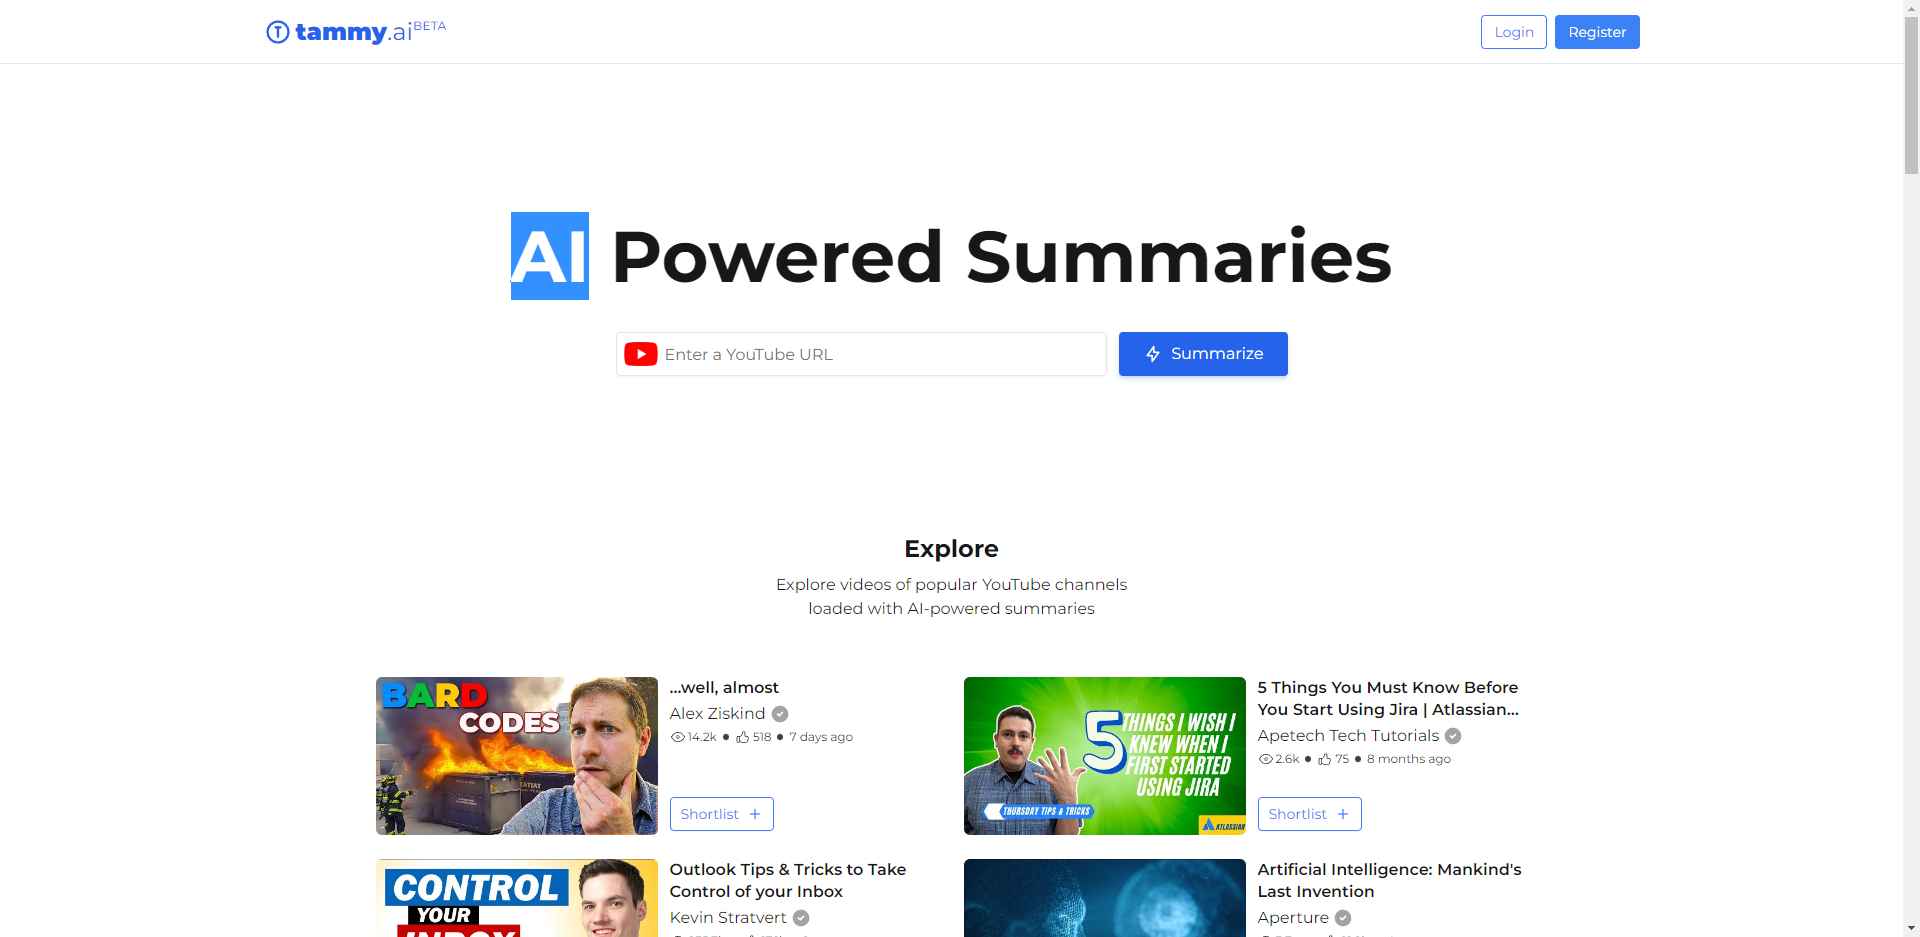 tammy.ai BETA
Login
Register
AI Powered Summaries
Enter a YouTube URL
Summarize
Explore
Explore videos of popular YouTube channels
loaded with AI-powered summaries
BARD
CODES
...well, almost
Alex Ziskind
14.2k • 518 • 7 days ago
Shortlist +
5 THINGS I WISH I
KNEW WHEN I
FIRST STARTED
USING JIRA
THURSDAY TIPS & TRICKS
ATLASSIAN
5 Things You Must Know Before
You Start Using Jira | Atlassian...
Apetech Tech Tutorials
2.6k • 75 • 8 months ago
Shortlist +
CONTROL
YOUR
INBOX
Outlook Tips & Tricks to Take
Control of your Inbox
Kevin Stratvert
Artificial Intelligence: Mankind's
Last Invention
Aperture